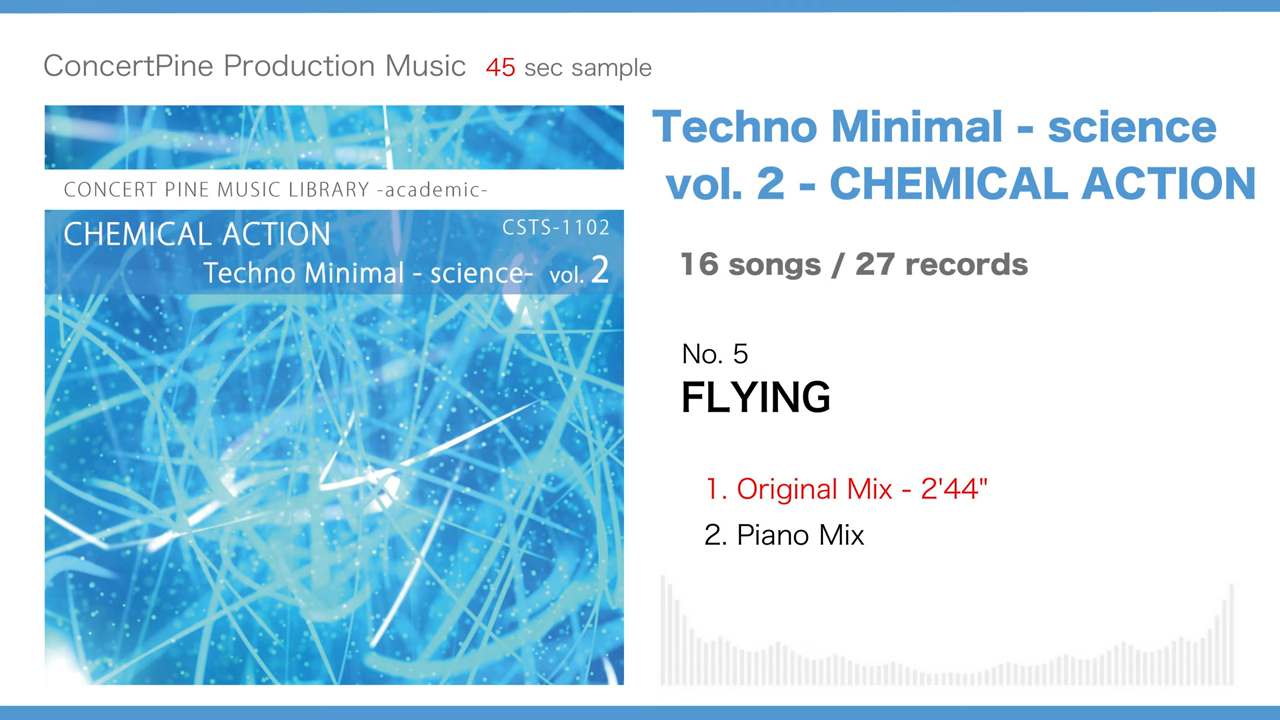 ConcertPine Production Music 45 sec sample
CONCERT PINE MUSIC LIBRARY -academic-
CHEMICAL ACTION CSTS-1102
Techno Minimal - science- vol. 2
Techno Minimal - science
vol. 2 - CHEMICAL ACTION
16 songs / 27 records
No. 5
FLYING
1. Original Mix - 2'44"
2. Piano Mix